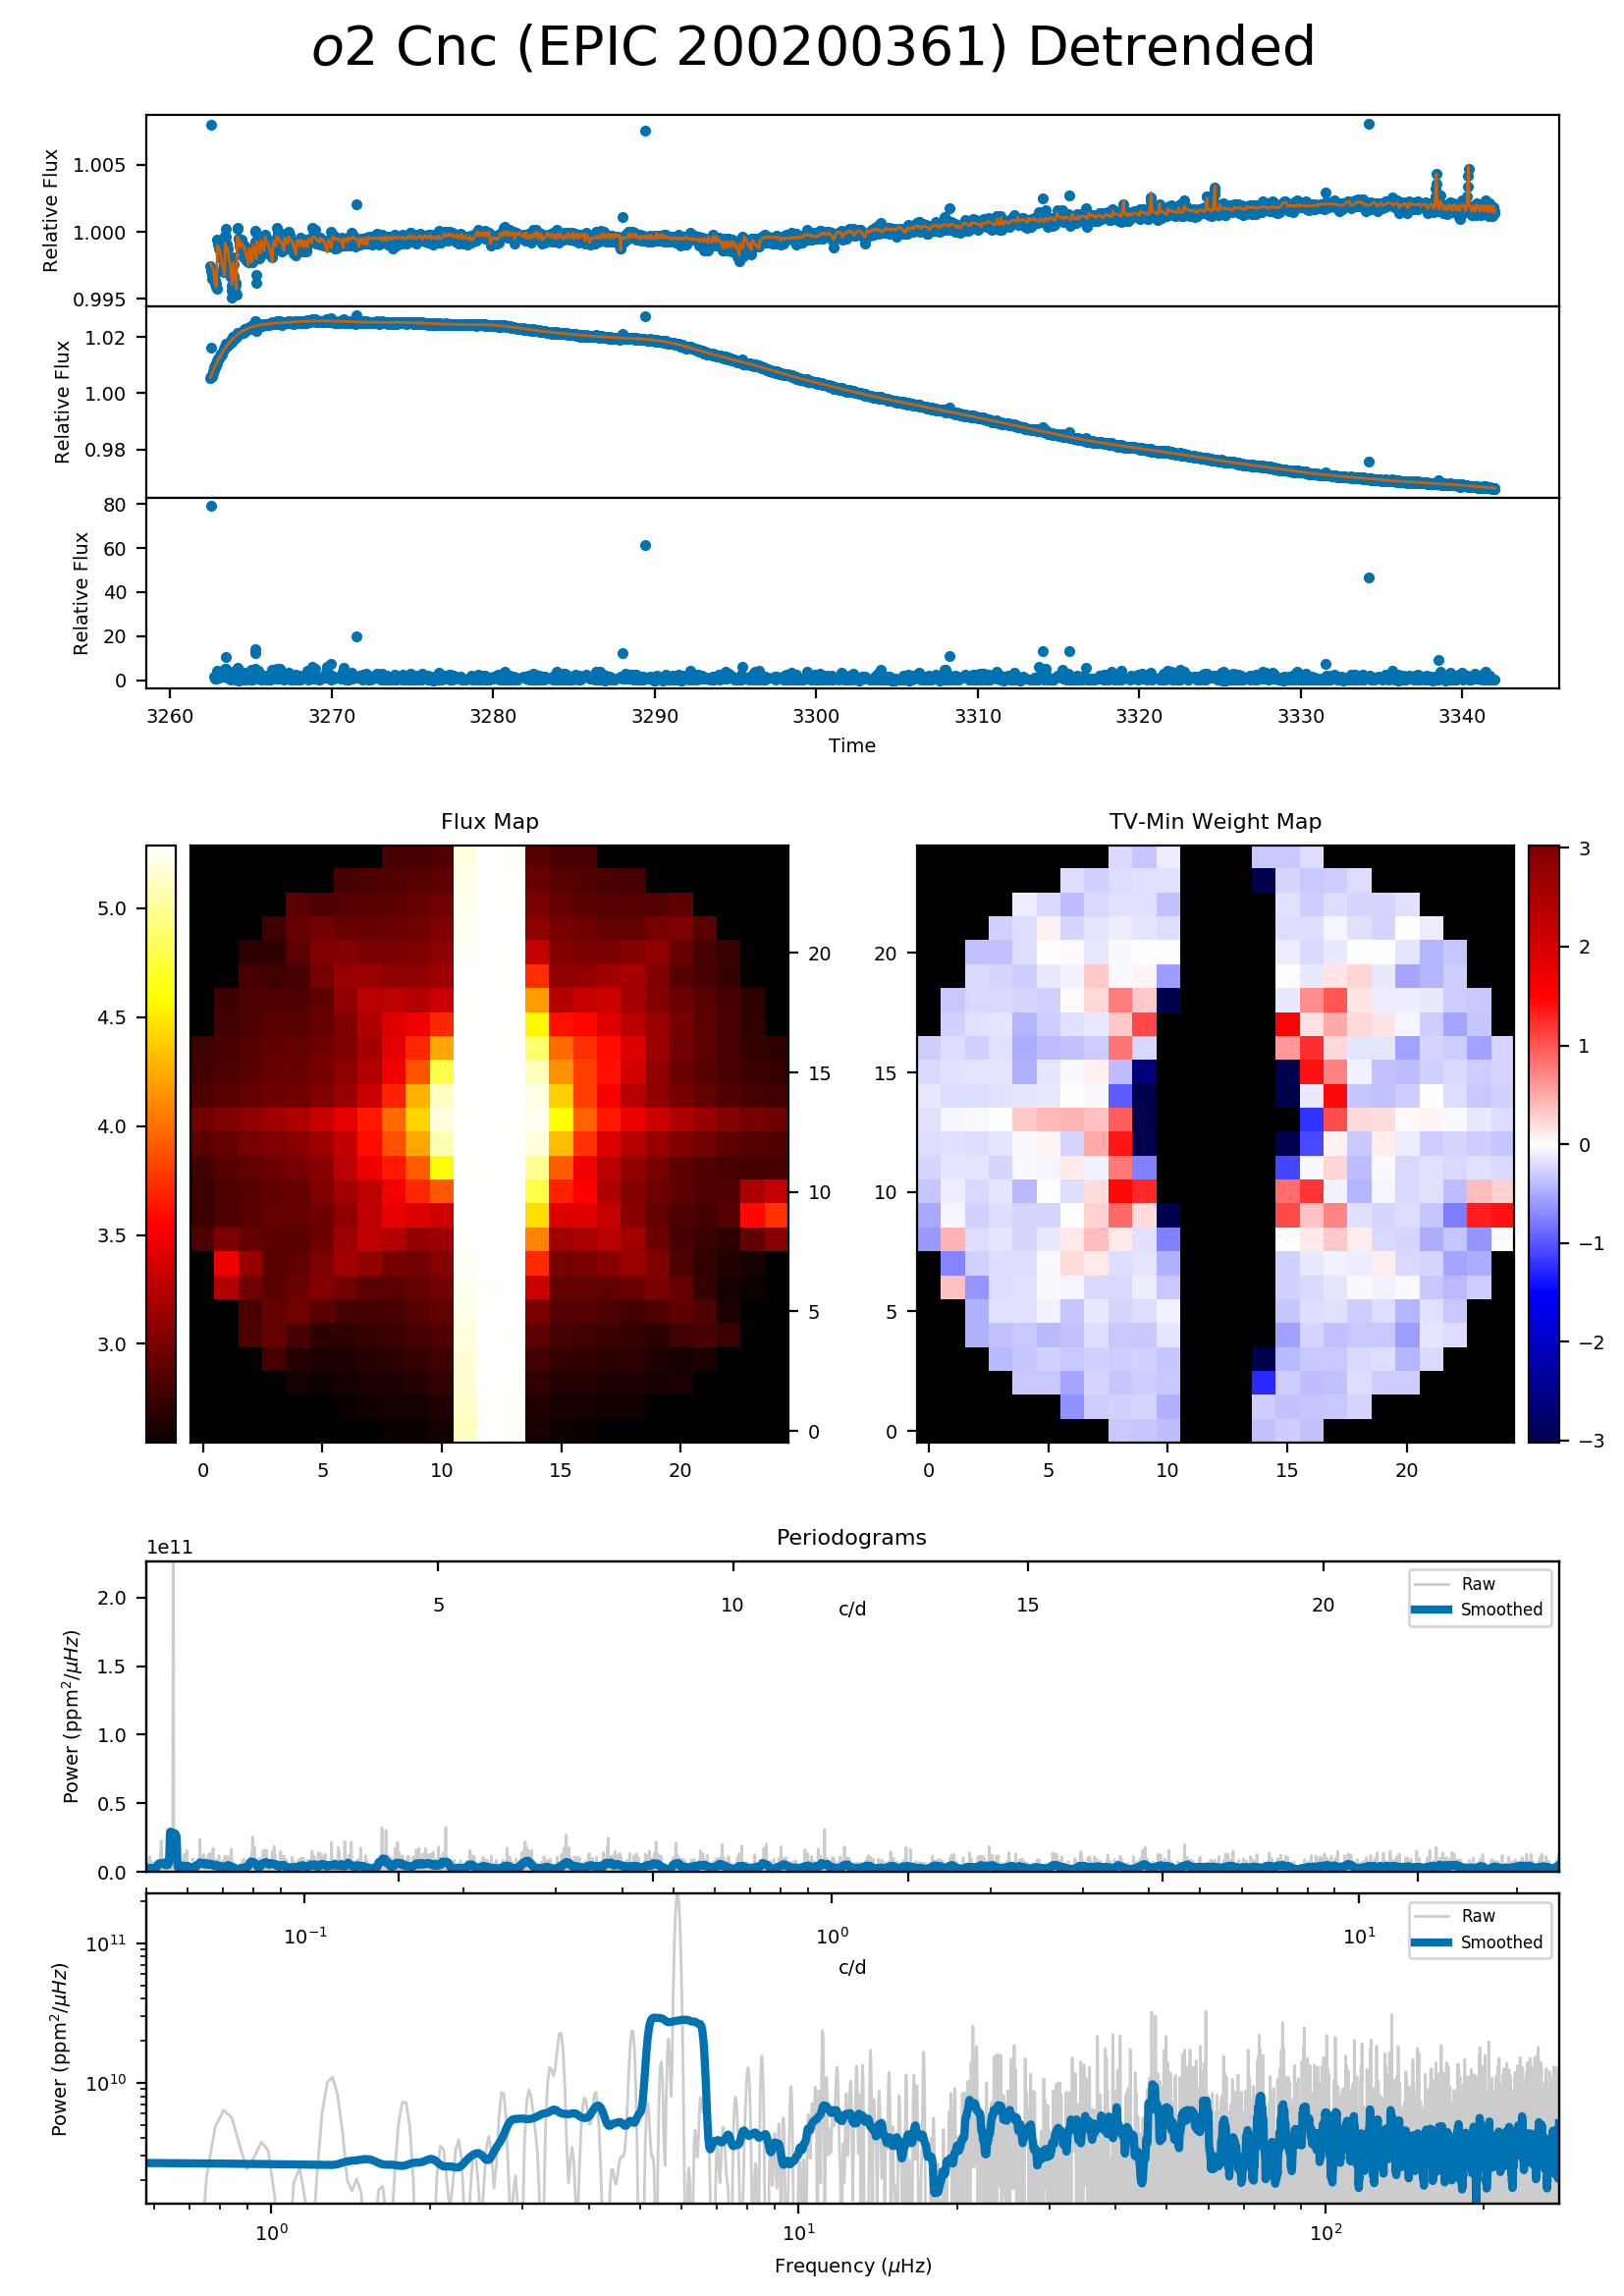 o2 Cnc (EPIC 200200361) Detrended
Relative Flux
1.005
1.000
0.995
Relative Flux
1.02
1.00
0.98
Relative Flux
80
60
40
20
0
3260 3270 3280 3290 3300 3310 3320 3330 3340
Time
Flux Map
5.0
4.5
4.0
3.5
3.0
20
15
10
5
0
0 5 10 15 20
TV-Min Weight Map
20
15
10
5
0
0 5 10 15 20
3
2
1
0
−1
−2
−3
Periodograms
1e11
Power (ppm²/μHz)
2.0
1.5
1.0
0.5
0.0
5 10 15 20
c/d
Raw
Smoothed
Power (ppm²/μHz)
10¹¹
10¹⁰
10⁻¹ 10⁰ 10¹
c/d
Raw
Smoothed
10⁰ 10¹ 10²
Frequency (μHz)